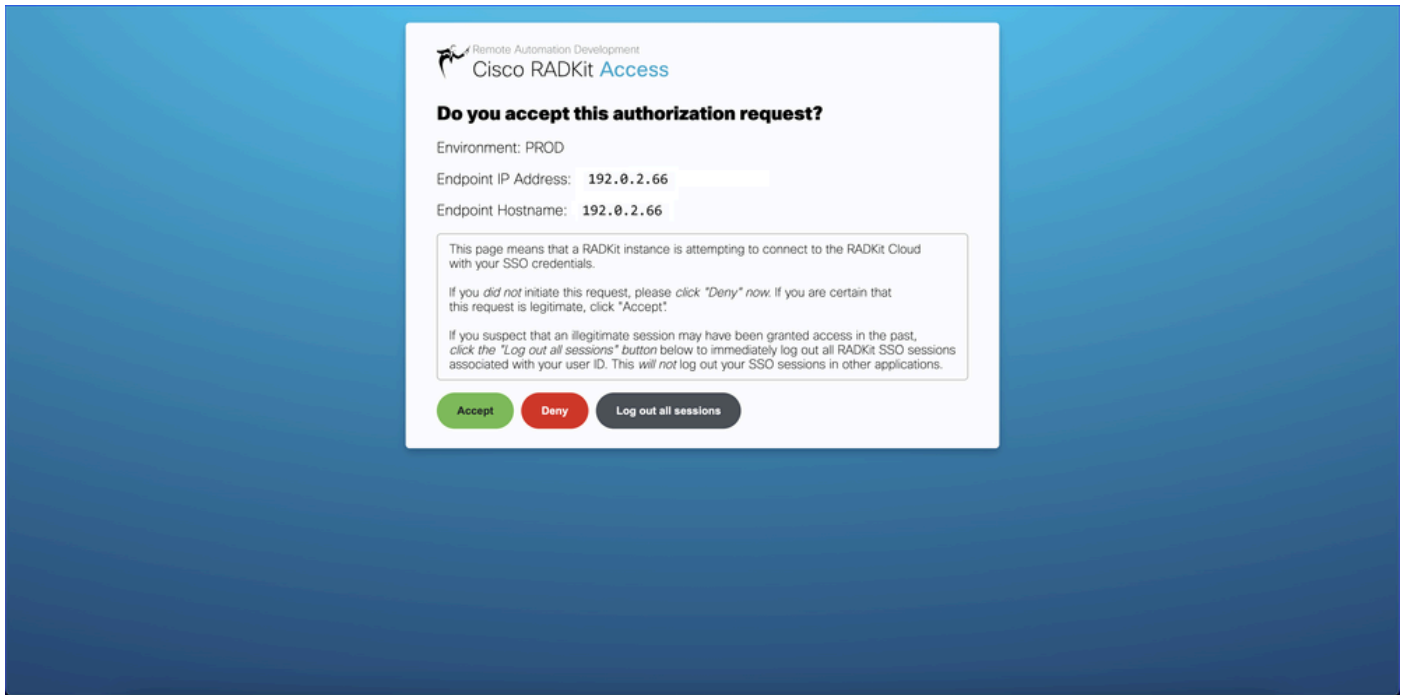 Remote Automation Development
Cisco RADKit Access
Do you accept this authorization request?
Environment: PROD
Endpoint IP Address: 192.0.2.66
Endpoint Hostname: 192.0.2.66
This page means that a RADKit instance is attempting to connect to the RADKit Cloud
with your SSO credentials.
If you did not initiate this request, please click "Deny" now. If you are certain that
this request is legitimate, click "Accept".
If you suspect that an illegitimate session may have been granted access in the past,
click the "Log out all sessions" button below to immediately log out all RADKit SSO sessions
associated with your user ID. This will not log out your SSO sessions in other applications.
Accept Deny Log out all sessions